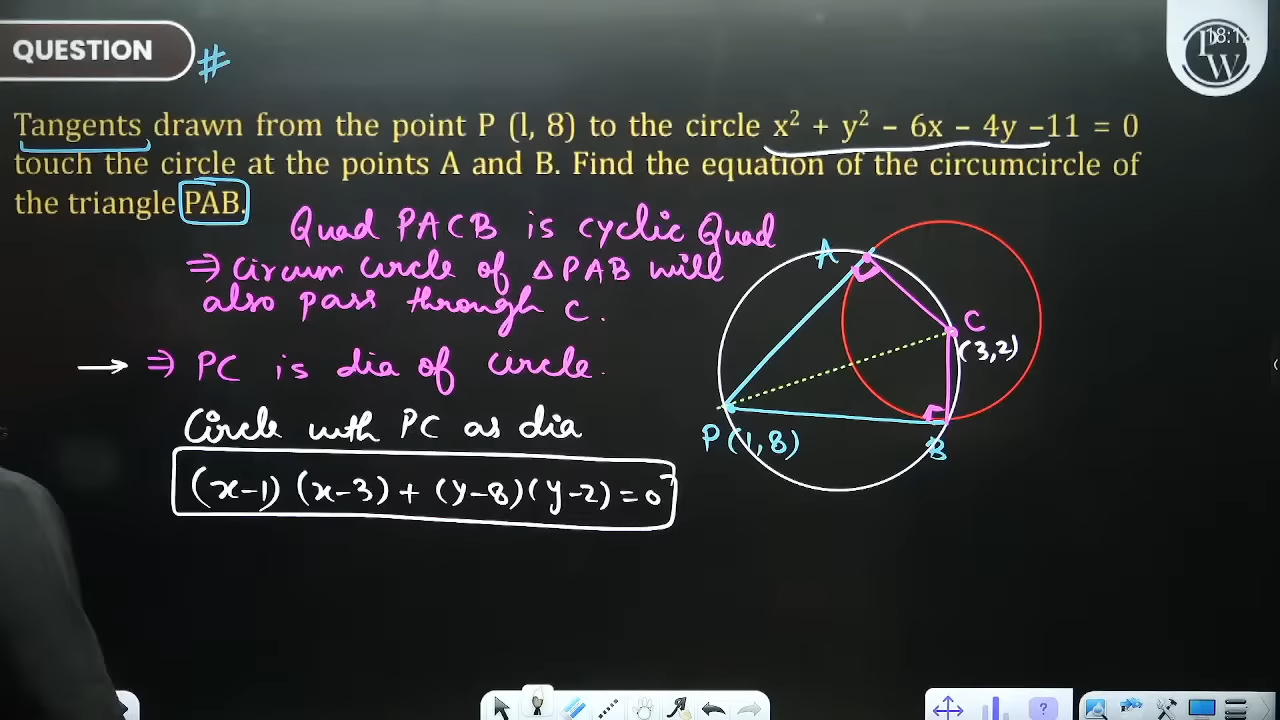 QUESTION #
18:1
PW
Tangents drawn from the point P (l, 8) to the circle x² + y² − 6x − 4y −11 = 0
touch the circle at the points A and B. Find the equation of the circumcircle of
the triangle PAB.
Quad PACB is cyclic Quad
⇒ Circum circle of △PAB will
also pass through C.
→ ⇒ PC is dia of circle.
Circle with PC as dia
(x−1) (x−3) + (y−8)(y−2) = 0
A
C
(3,2)
P(1,8)
B
?